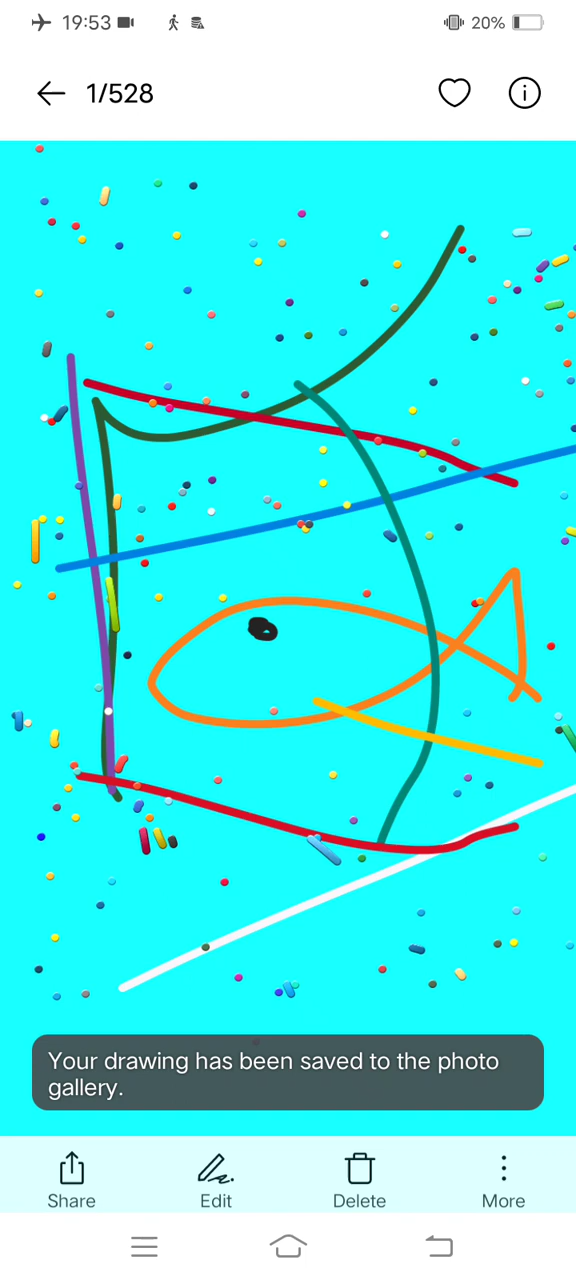 19:53
20%
1/528
Your drawing has been saved to the photo
gallery.
Share
Edit
Delete
More